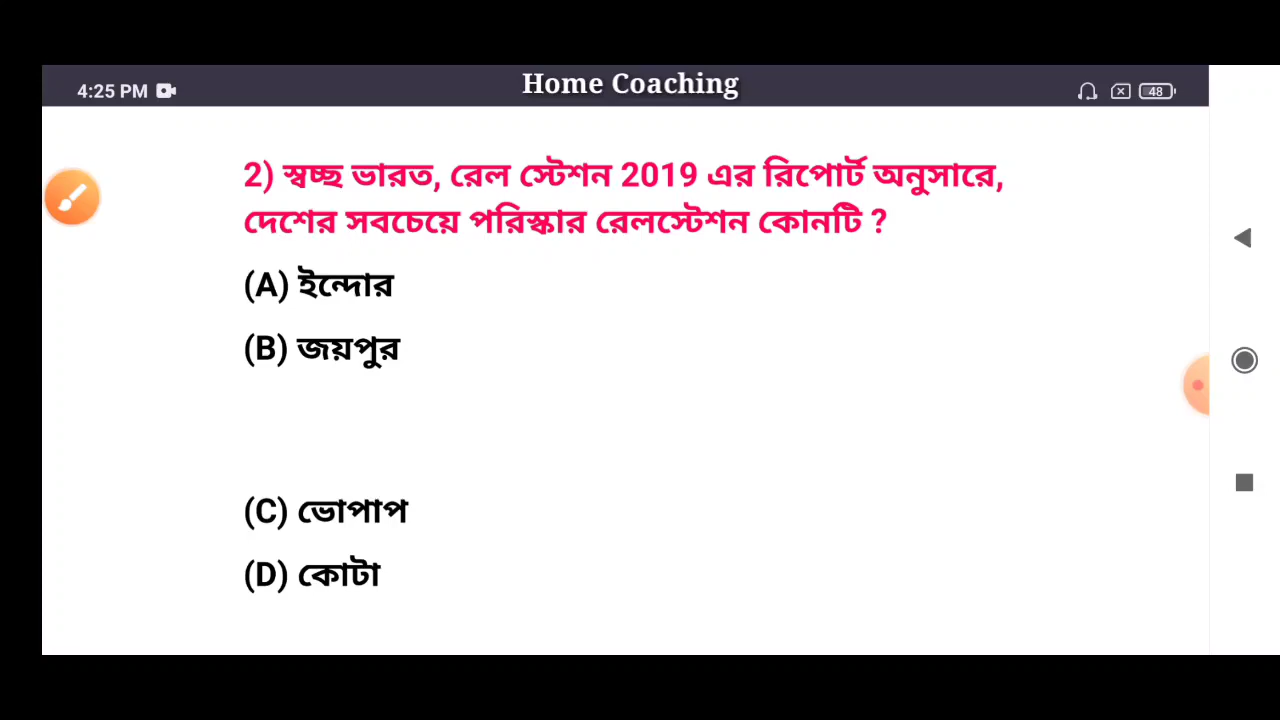 4:25 PM
Home Coaching
48
2) স্বচ্ছ ভারত, রেল স্টেশন 2019 এর রিপোর্ট অনুসারে,
দেশের সবচেয়ে পরিস্কার রেলস্টেশন কোনটি ?
(A) ইন্দোর
(B) জয়পুর
(C) ভোপাপ
(D) কোটা